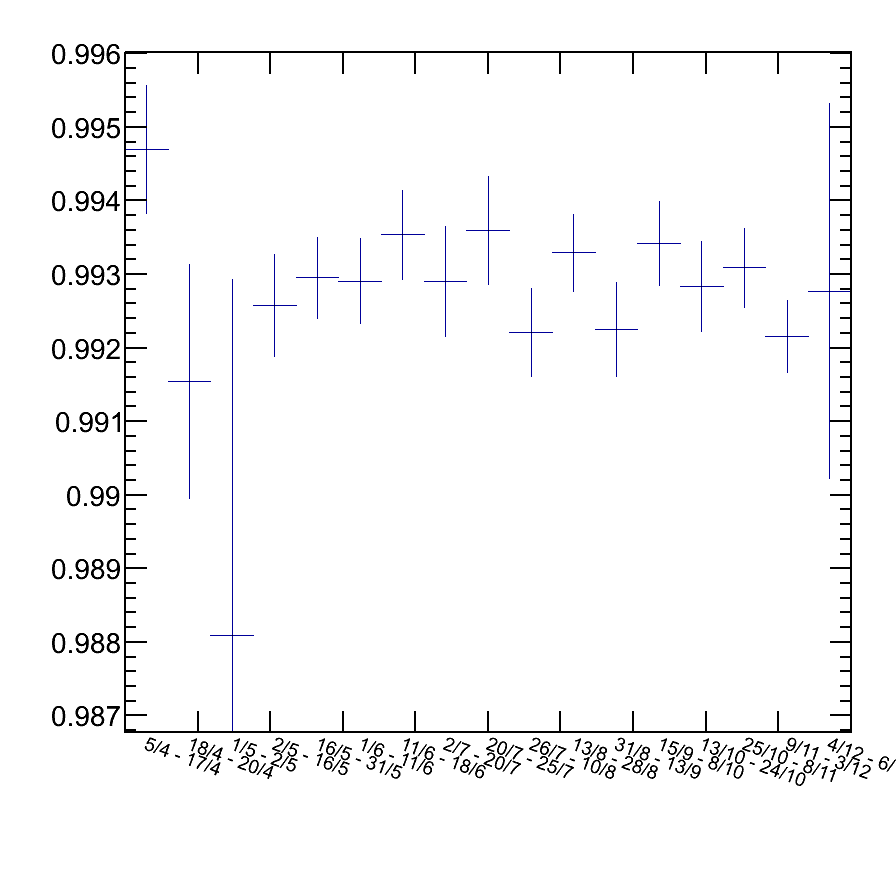 0.996
0.995
0.994
0.993
0.992
0.991
0.99
0.989
0.988
0.987
5/4 - 17/4
18/4 - 20/4
1/5 - 2/5
2/5 - 16/5
16/5 - 31/5
1/6 - 11/6
11/6 - 18/6
2/7 - 20/7
20/7 - 25/7
26/7 - 10/8
13/8 - 28/8
31/8 - 13/9
15/9 - 8/10
13/10 - 24/10
25/10 - 8/11
9/11 - 3/12
4/12 - 6/